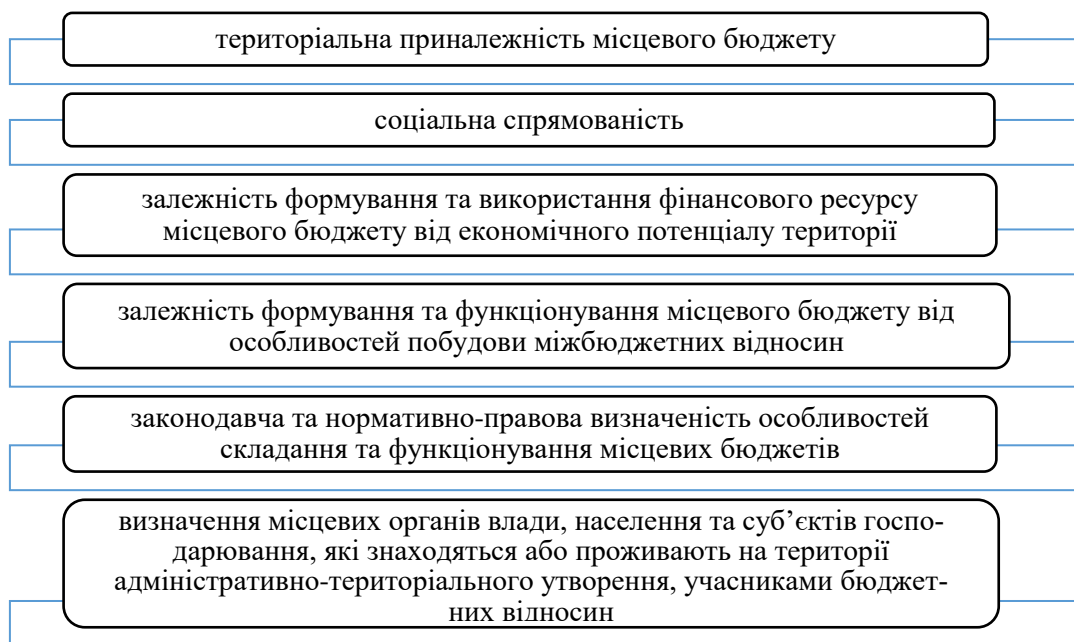 територіальна приналежність місцевого бюджету
соціальна спрямованість
залежність формування та використання фінансового ресурсу
місцевого бюджету від економічного потенціалу території
залежність формування та функціонування місцевого бюджету від
особливостей побудови міжбюджетних відносин
законодавча та нормативно-правова визначеність особливостей
складання та функціонування місцевих бюджетів
визначення місцевих органів влади, населення та суб’єктів госпо-
дарювання, які знаходяться або проживають на території
адміністративно-територіального утворення, учасниками бюджет-
них відносин